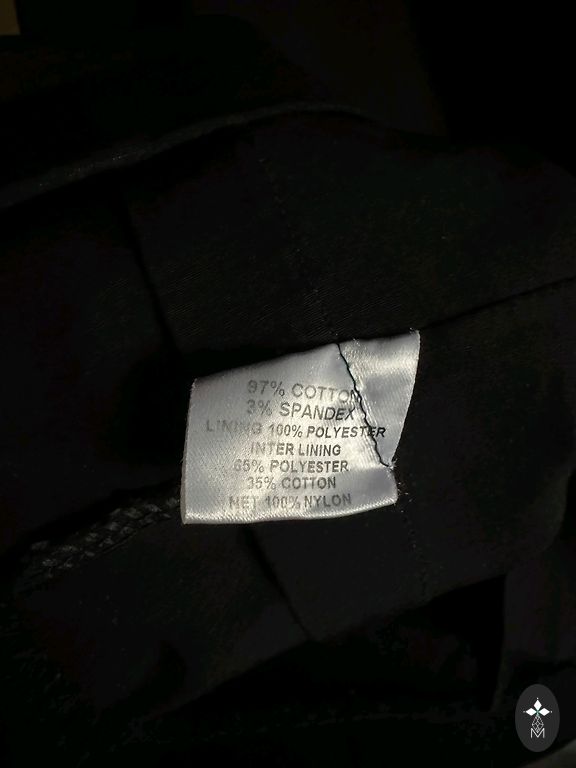 97% COTTON
3% SPANDEX
LINING 100% POLYESTER
INTER LINING
65% POLYESTER
35% COTTON
NET 100% NYLON
M